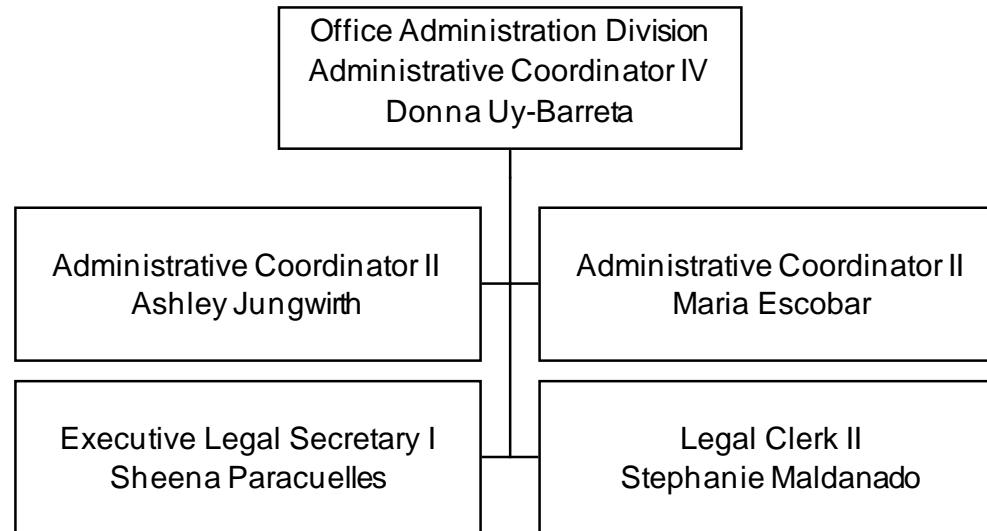 Office Administration Division
Administrative Coordinator IV
Donna Uy-Barreta
Administrative Coordinator II
Ashley Jungwirth
Administrative Coordinator II
Maria Escobar
Executive Legal Secretary I
Sheena Paracuelles
Legal Clerk II
Stephanie Maldanado